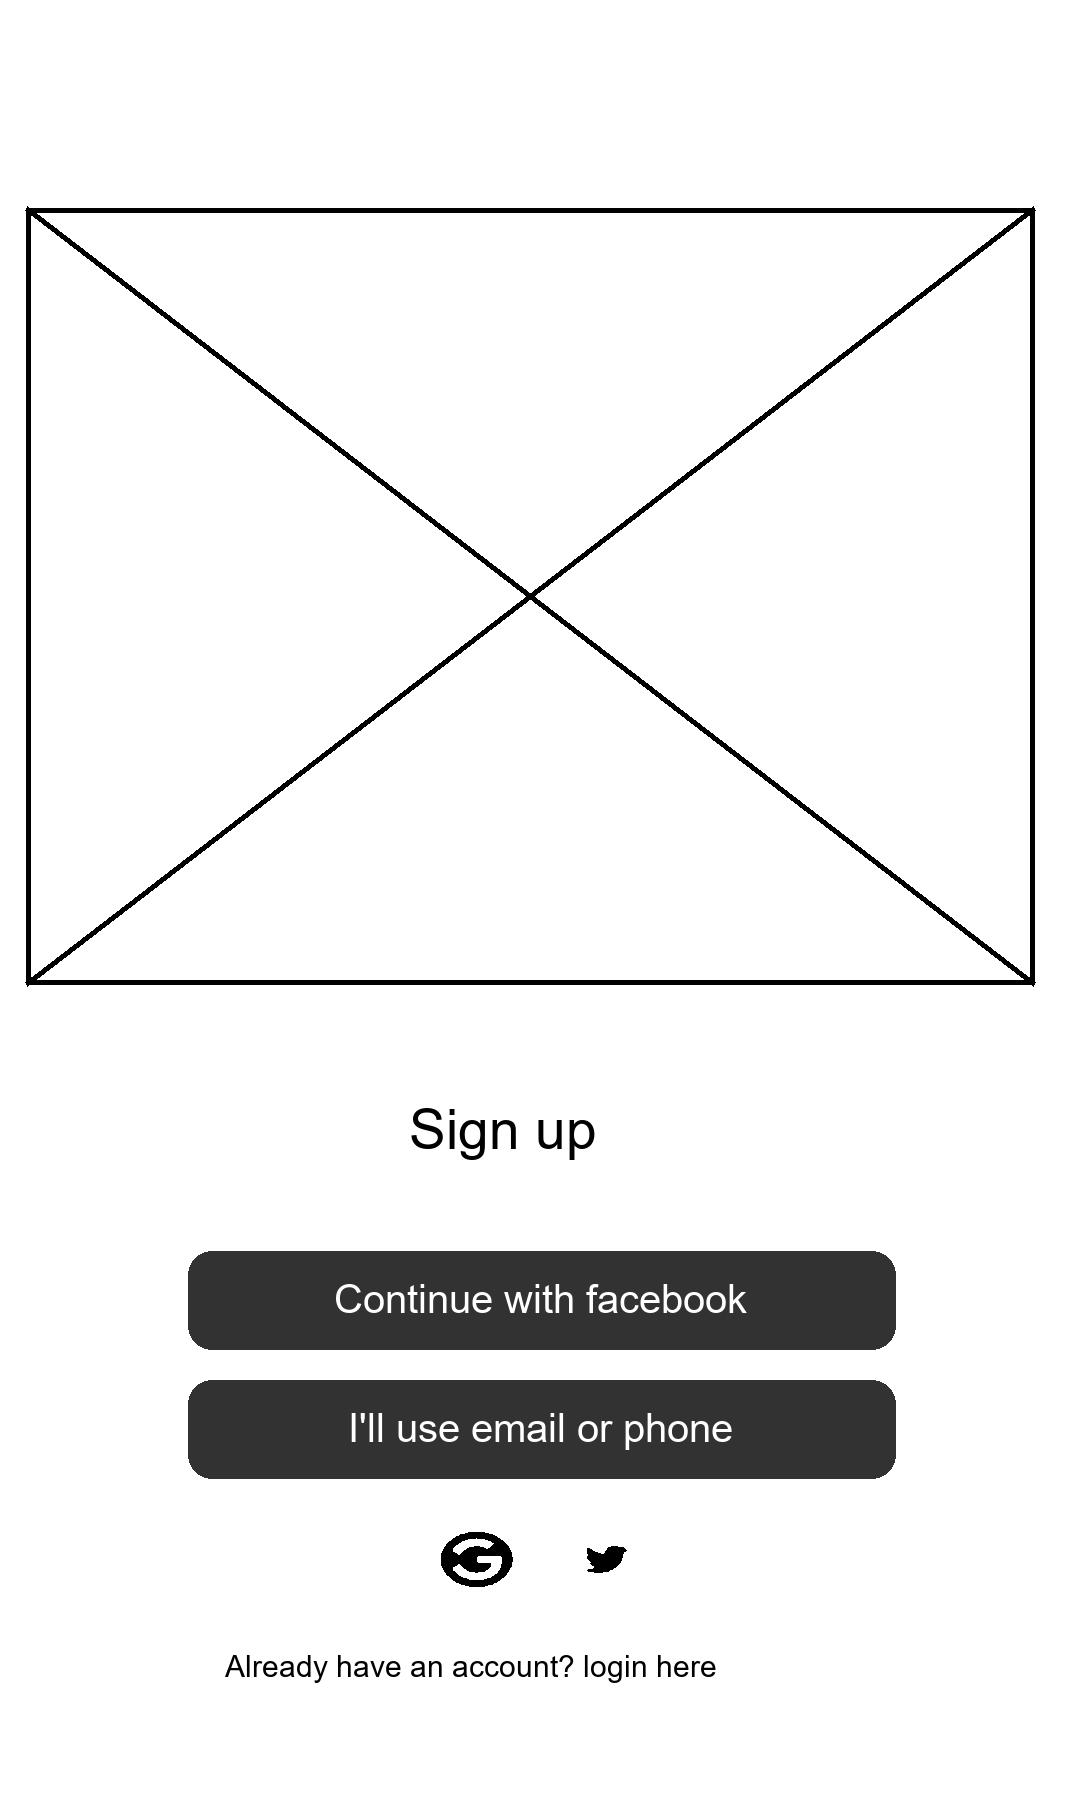 Sign up
Continue with facebook
I'll use email or phone
G
Already have an account? login here